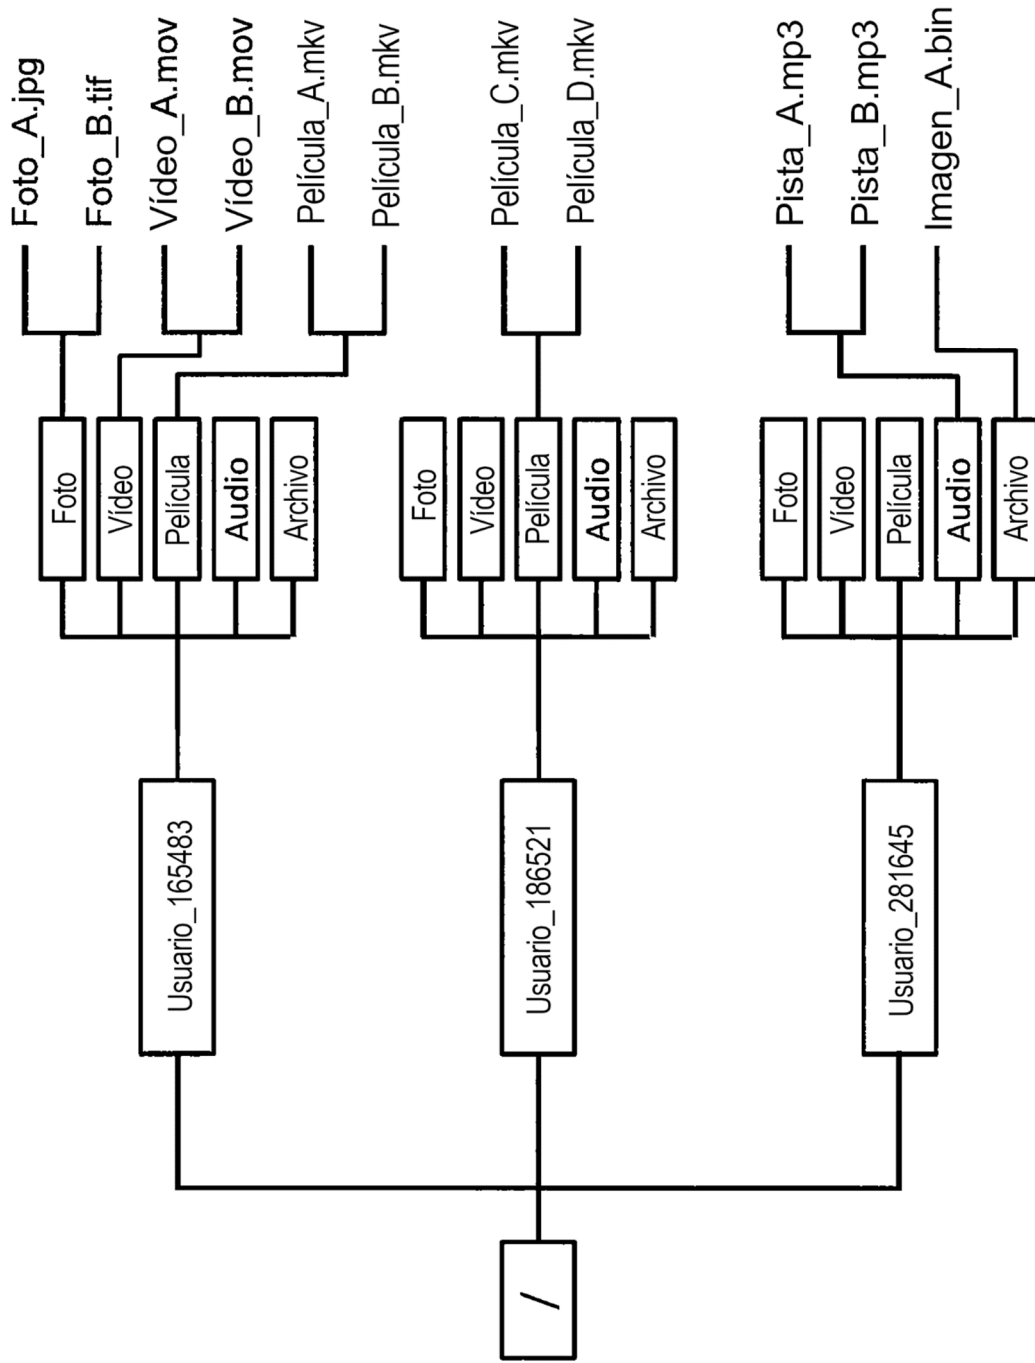 /
Usuario_165483
Foto
Vídeo
Película
Audio
Archivo
Foto_A.jpg
Foto_B.tif
Vídeo_A.mov
Vídeo_B.mov
Película_A.mkv
Película_B.mkv
Usuario_186521
Foto
Vídeo
Película
Audio
Archivo
Película_C.mkv
Película_D.mkv
Usuario_281645
Foto
Vídeo
Película
Audio
Archivo
Pista_A.mp3
Pista_B.mp3
Imagen_A.bin